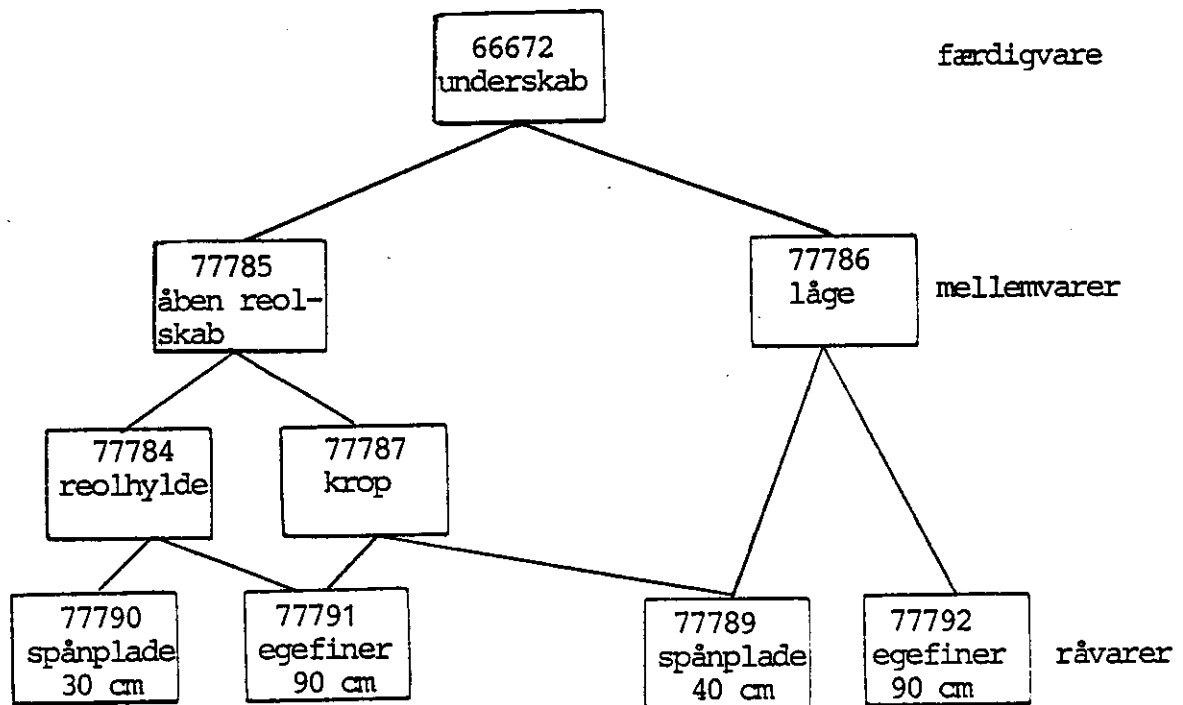 66672
underskab
færdigvare
77785
åben reol-
skab
77786
låge
mellemvarer
77784
reolhylde
77787
krop
77790
spånplade
30 cm
77791
egefiner
90 cm
77789
spånplade
40 cm
77792
egefiner
90 cm
råvarer